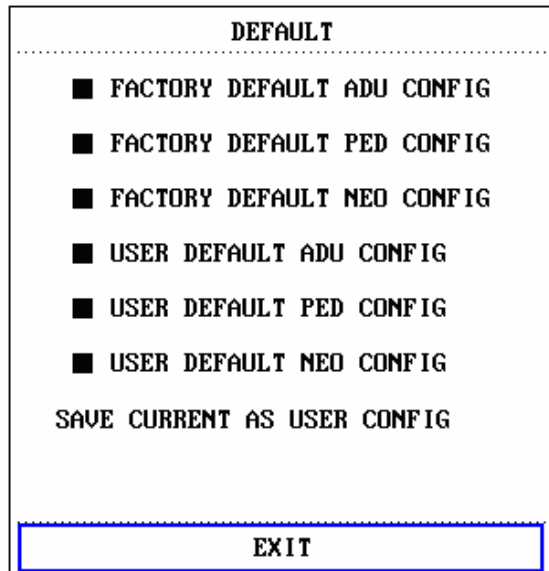 DEFAULT
FACTORY DEFAULT ADU CONFIG
FACTORY DEFAULT PED CONFIG
FACTORY DEFAULT NEO CONFIG
USER DEFAULT ADU CONFIG
USER DEFAULT PED CONFIG
USER DEFAULT NEO CONFIG
SAVE CURRENT AS USER CONFIG
EXIT